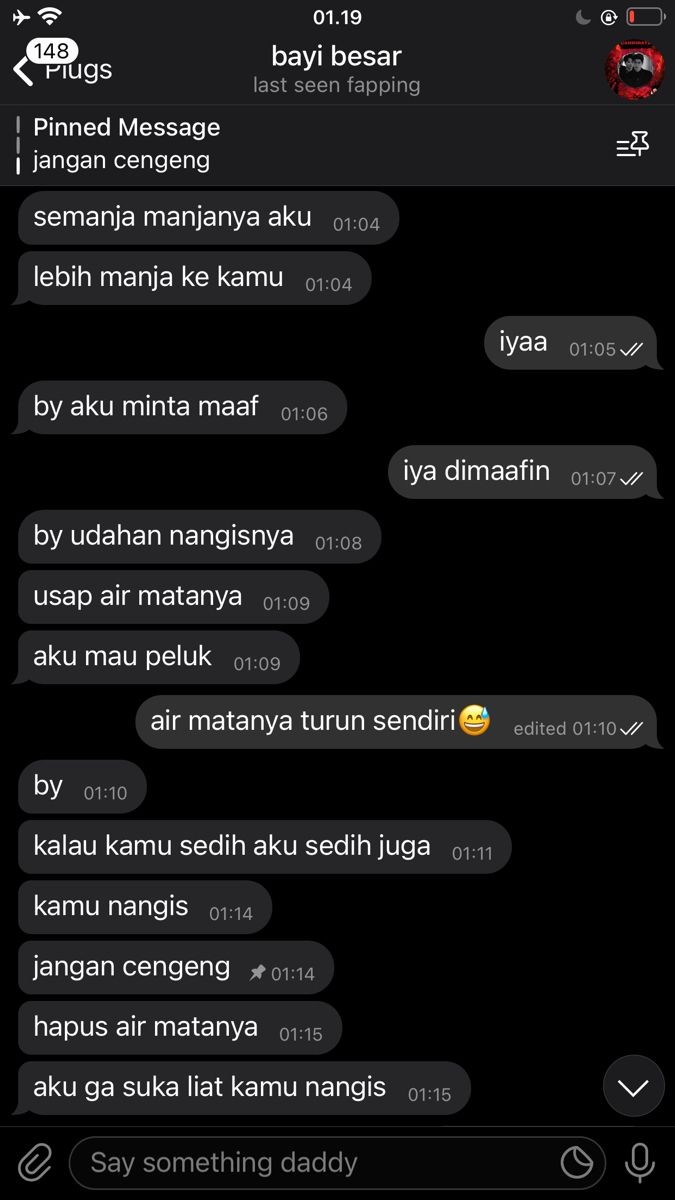 01.19
148
Plugs
bayi besar
last seen fapping
Pinned Message
jangan cengeng
semanja manjanya aku 01:04
lebih manja ke kamu 01:04
iyaa 01:05
by aku minta maaf 01:06
iya dimaafin 01:07
by udahan nangisnya 01:08
usap air matanya 01:09
aku mau peluk 01:09
air matanya turun sendiri😅 edited 01:10
by 01:10
kalau kamu sedih aku sedih juga 01:11
kamu nangis 01:14
jangan cengeng 01:14
hapus air matanya 01:15
aku ga suka liat kamu nangis 01:15
Say something daddy